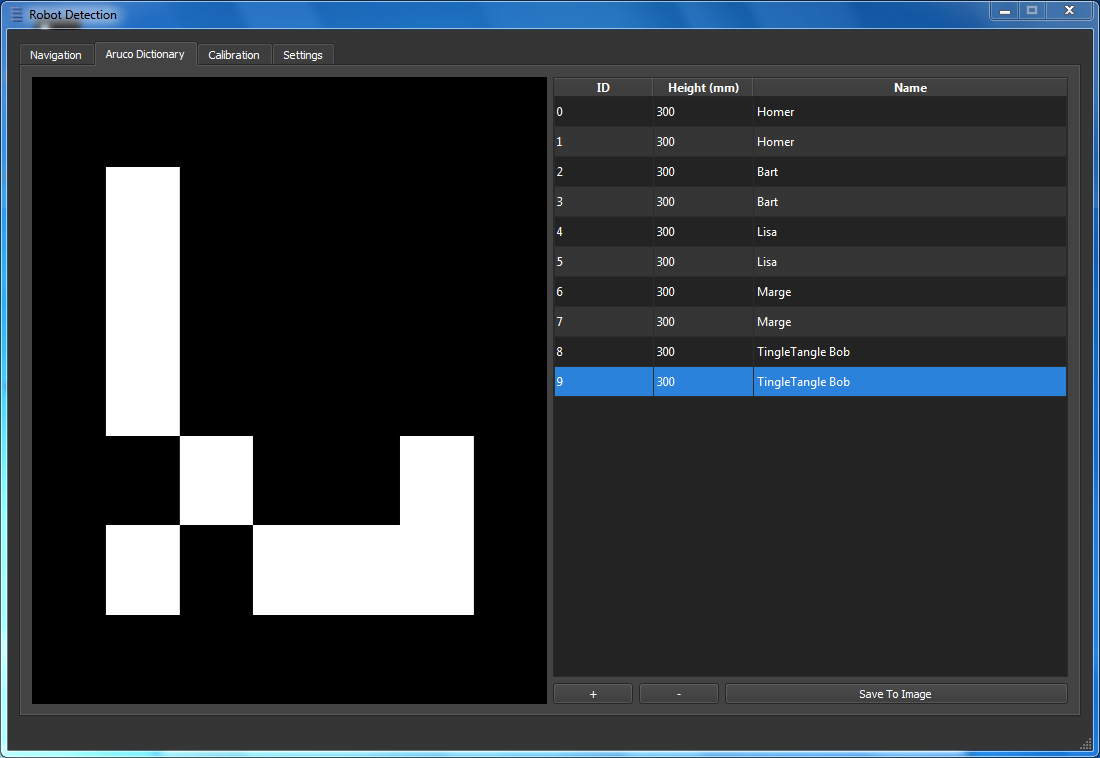 Robot Detection
Navigation Aruco Dictionary Calibration Settings
ID Height (mm) Name
0 300 Homer
1 300 Homer
2 300 Bart
3 300 Bart
4 300 Lisa
5 300 Lisa
6 300 Marge
7 300 Marge
8 300 TingleTangle Bob
9 300 TingleTangle Bob
+ - Save To Image